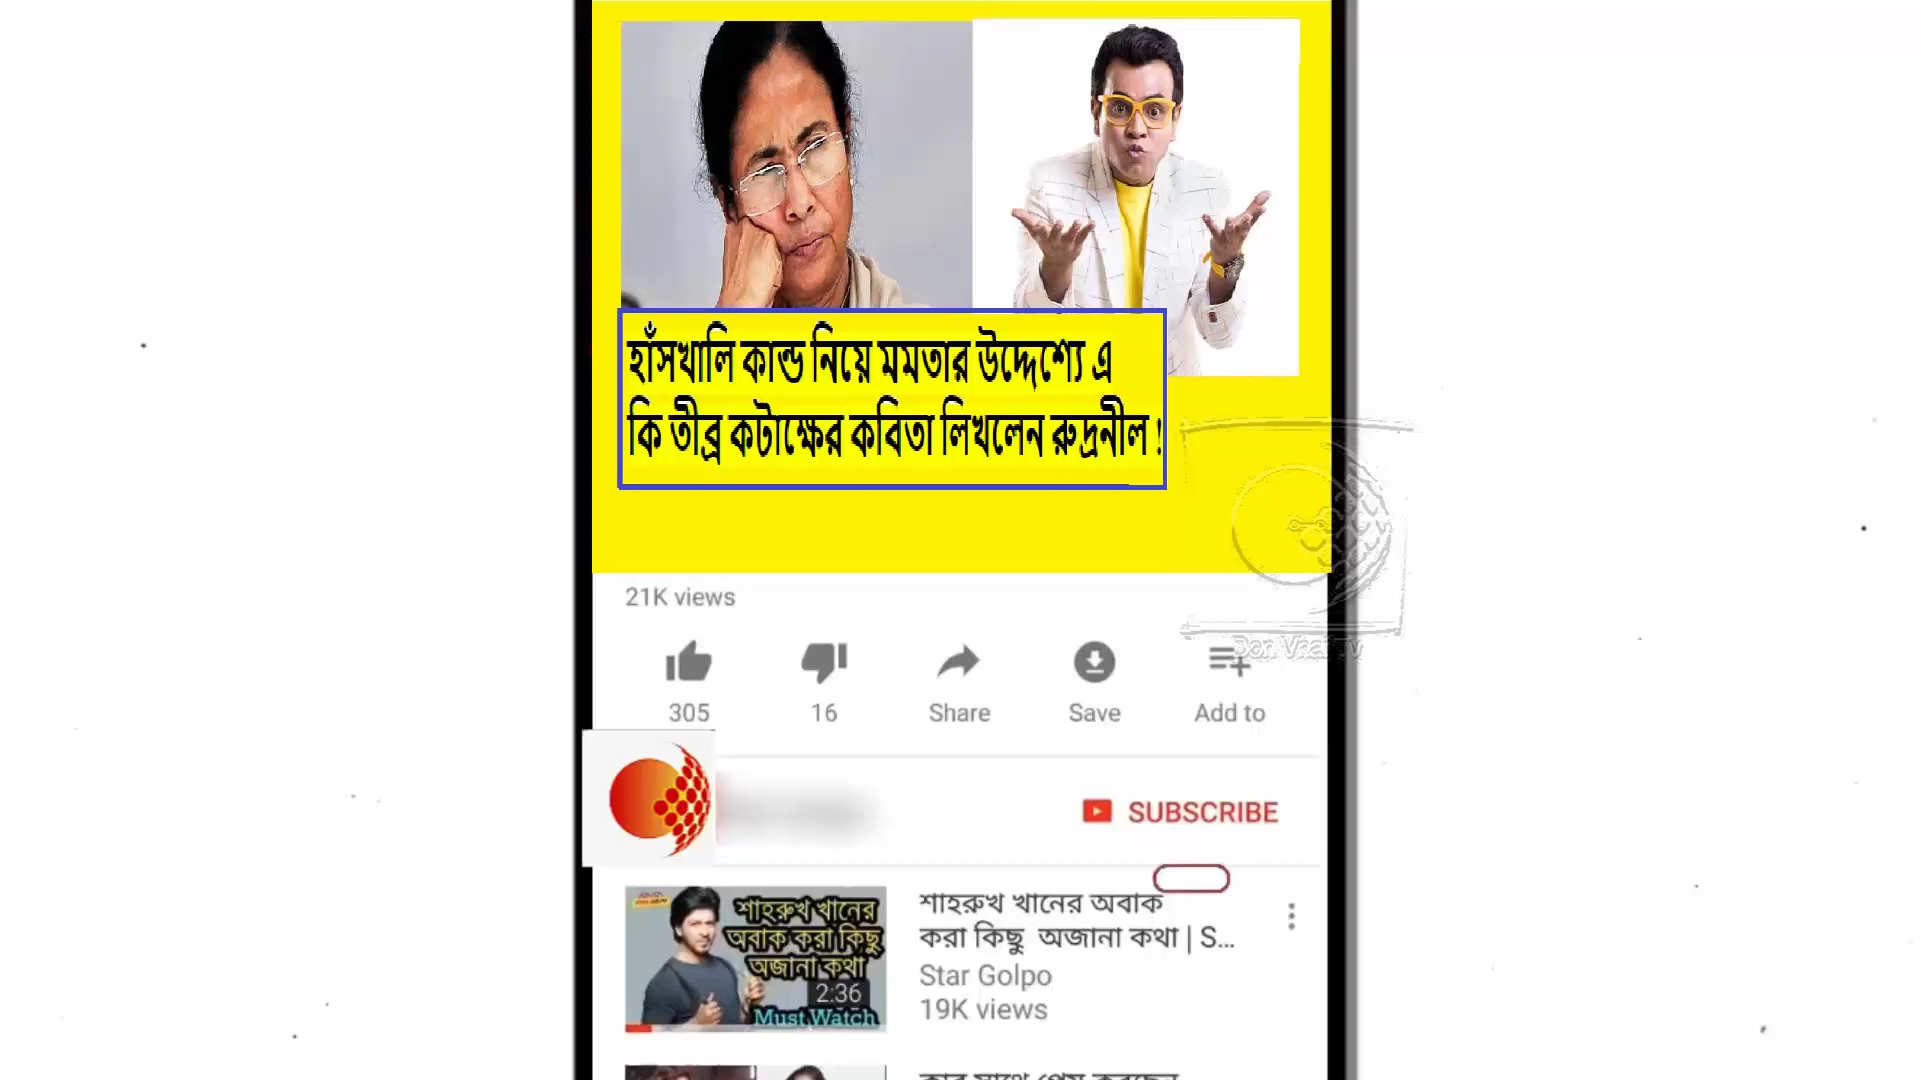 হাঁসখালি কান্ড নিয়ে মমতার উদ্দেশ্যে এ
কি তীব্র কটাক্ষের কবিতা লিখলেন রুদ্রনীল !
21K views
305
16
Share
Save
Add to
SUBSCRIBE
শাহরুখ খানের
অবাক করা কিছু
অজানা কথা
2:36
Must Watch
শাহরুখ খানের অবাক
করা কিছু অজানা কথা | S...
Star Golpo
19K views